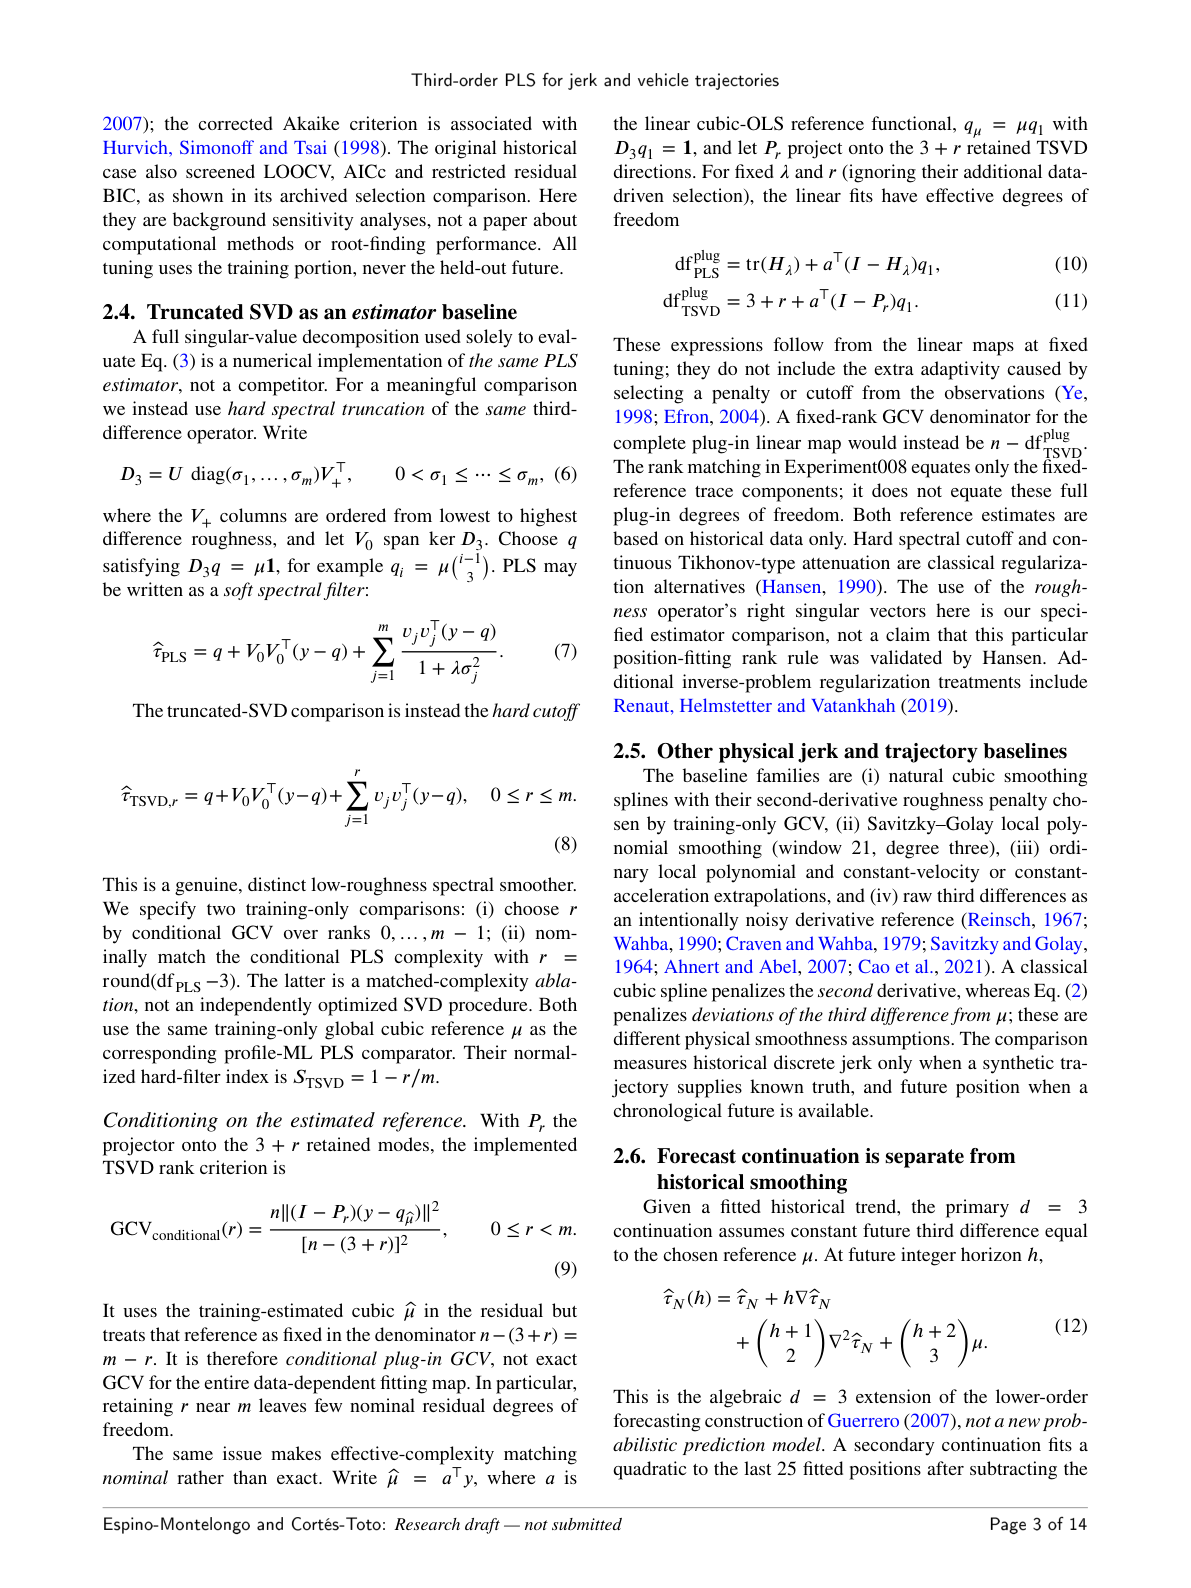 Third-order PLS for jerk and vehicle trajectories
2007); the corrected Akaike criterion is associated with
Hurvich, Simonoff and Tsai (1998). The original historical
case also screened LOOCV, AICc and restricted residual
BIC, as shown in its archived selection comparison. Here
they are background sensitivity analyses, not a paper about
computational methods or root-finding performance. All
tuning uses the training portion, never the held-out future.
2.4. Truncated SVD as an estimator baseline
A full singular-value decomposition used solely to eval-
uate Eq. (3) is a numerical implementation of the same PLS
estimator, not a competitor. For a meaningful comparison
we instead use hard spectral truncation of the same third-
difference operator. Write
D₃ = U diag(σ₁, … , σₘ)V₊⊤, 0 < σ₁ ≤ ⋯ ≤ σₘ, (6)
where the V₊ columns are ordered from lowest to highest
difference roughness, and let V₀ span ker D₃. Choose q
satisfying D₃q = μ1, for example qᵢ = μ(i−1 3). PLS may
be written as a soft spectral filter:
τ̂_PLS = q + V₀V₀⊤(y − q) + ∑_{j=1}^{m} v_j v_j⊤(y − q) / (1 + λσ_j²). (7)
The truncated-SVD comparison is instead the hard cutoff
τ̂_TSVD,r = q+V₀V₀⊤(y−q)+∑_{j=1}^{r} v_j v_j⊤(y−q), 0 ≤ r ≤ m.
(8)
This is a genuine, distinct low-roughness spectral smoother.
We specify two training-only comparisons: (i) choose r
by conditional GCV over ranks 0, … , m − 1; (ii) nom-
inally match the conditional PLS complexity with r =
round(df_PLS −3). The latter is a matched-complexity abla-
tion, not an independently optimized SVD procedure. Both
use the same training-only global cubic reference μ as the
corresponding profile-ML PLS comparator. Their normal-
ized hard-filter index is S_TSVD = 1 − r/m.
Conditioning on the estimated reference. With P_r the
projector onto the 3 + r retained modes, the implemented
TSVD rank criterion is
GCV_conditional(r) = n‖(I − P_r)(y − q_μ̂)‖² / [n − (3 + r)]², 0 ≤ r < m.
(9)
It uses the training-estimated cubic μ̂ in the residual but
treats that reference as fixed in the denominator n−(3+r) =
m − r. It is therefore conditional plug-in GCV, not exact
GCV for the entire data-dependent fitting map. In particular,
retaining r near m leaves few nominal residual degrees of
freedom.
The same issue makes effective-complexity matching
nominal rather than exact. Write μ̂ = a⊤y, where a is
the linear cubic-OLS reference functional, q_μ = μq₁ with
D₃q₁ = 1, and let P_r project onto the 3 + r retained TSVD
directions. For fixed λ and r (ignoring their additional data-
driven selection), the linear fits have effective degrees of
freedom
df_PLS^plug = tr(H_λ) + a⊤(I − H_λ)q₁, (10)
df_TSVD^plug = 3 + r + a⊤(I − P_r)q₁. (11)
These expressions follow from the linear maps at fixed
tuning; they do not include the extra adaptivity caused by
selecting a penalty or cutoff from the observations (Ye,
1998; Efron, 2004). A fixed-rank GCV denominator for the
complete plug-in linear map would instead be n − df_TSVD^plug.
The rank matching in Experiment008 equates only the fixed-
reference trace components; it does not equate these full
plug-in degrees of freedom. Both reference estimates are
based on historical data only. Hard spectral cutoff and con-
tinuous Tikhonov-type attenuation are classical regulariza-
tion alternatives (Hansen, 1990). The use of the rough-
ness operator's right singular vectors here is our speci-
fied estimator comparison, not a claim that this particular
position-fitting rank rule was validated by Hansen. Ad-
ditional inverse-problem regularization treatments include
Renaut, Helmstetter and Vatankhah (2019).
2.5. Other physical jerk and trajectory baselines
The baseline families are (i) natural cubic smoothing
splines with their second-derivative roughness penalty cho-
sen by training-only GCV, (ii) Savitzky–Golay local poly-
nomial smoothing (window 21, degree three), (iii) ordi-
nary local polynomial and constant-velocity or constant-
acceleration extrapolations, and (iv) raw third differences as
an intentionally noisy derivative reference (Reinsch, 1967;
Wahba, 1990; Craven and Wahba, 1979; Savitzky and Golay,
1964; Ahnert and Abel, 2007; Cao et al., 2021). A classical
cubic spline penalizes the second derivative, whereas Eq. (2)
penalizes deviations of the third difference from μ; these are
different physical smoothness assumptions. The comparison
measures historical discrete jerk only when a synthetic tra-
jectory supplies known truth, and future position when a
chronological future is available.
2.6. Forecast continuation is separate from
historical smoothing
Given a fitted historical trend, the primary d = 3
continuation assumes constant future third difference equal
to the chosen reference μ. At future integer horizon h,
τ̂_N(h) = τ̂_N + h∇τ̂_N
+ (h + 1 2)∇²τ̂_N + (h + 2 3)μ. (12)
This is the algebraic d = 3 extension of the lower-order
forecasting construction of Guerrero (2007), not a new prob-
abilistic prediction model. A secondary continuation fits a
quadratic to the last 25 fitted positions after subtracting the
Espino-Montelongo and Cortés-Toto: Research draft — not submitted
Page 3 of 14